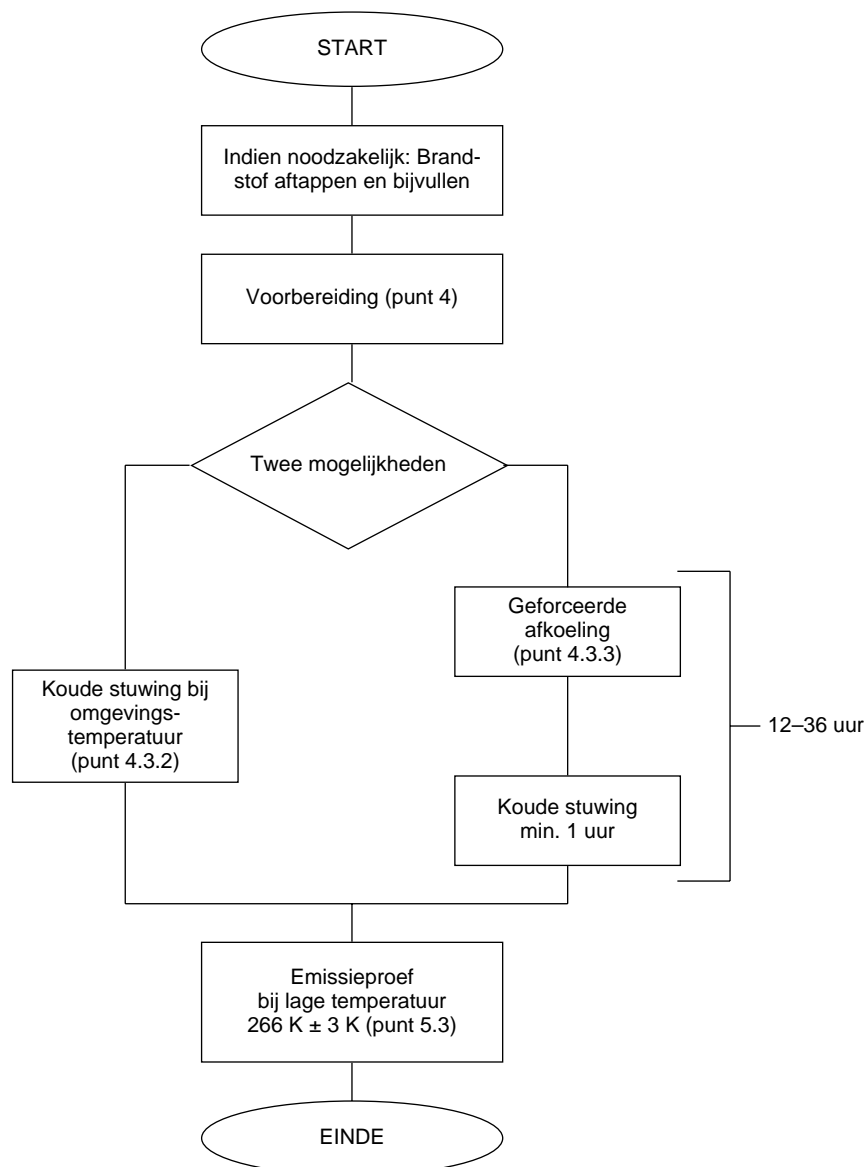 START
Indien noodzakelijk: Brand-
stof aftappen en bijvullen
Voorbereiding (punt 4)
Twee mogelijkheden
Geforceerde
afkoeling
(punt 4.3.3)
Koude stuwing bij
omgevings-
temperatuur
(punt 4.3.2)
12–36 uur
Koude stuwing
min. 1 uur
Emissieproef
bij lage temperatuur
266 K ± 3 K (punt 5.3)
EINDE